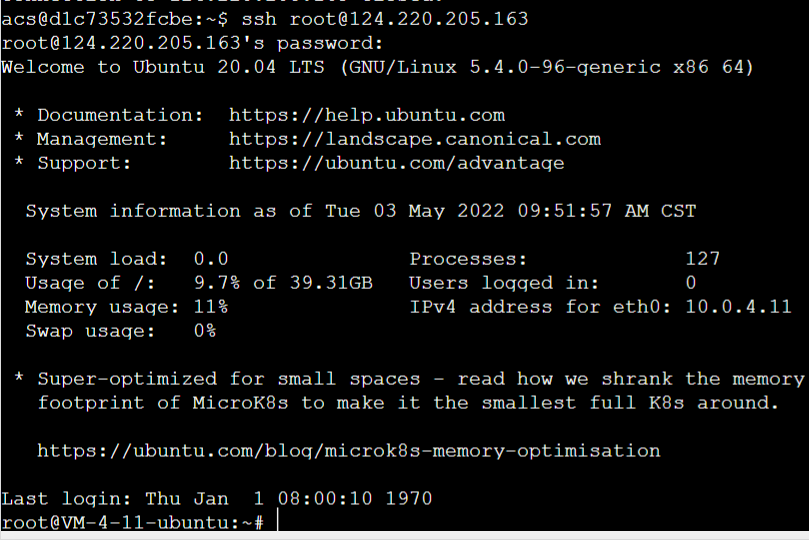 acs@d1c73532fcbe:~$ ssh root@124.220.205.163
root@124.220.205.163's password:
Welcome to Ubuntu 20.04 LTS (GNU/Linux 5.4.0-96-generic x86 64)
* Documentation: https://help.ubuntu.com
* Management: https://landscape.canonical.com
* Support: https://ubuntu.com/advantage
System information as of Tue 03 May 2022 09:51:57 AM CST
System load: 0.0 Processes: 127
Usage of /: 9.7% of 39.31GB Users logged in: 0
Memory usage: 11% IPv4 address for eth0: 10.0.4.11
Swap usage: 0%
* Super-optimized for small spaces - read how we shrank the memory
footprint of MicroK8s to make it the smallest full K8s around.
https://ubuntu.com/blog/microk8s-memory-optimisation
Last login: Thu Jan 1 08:00:10 1970
root@VM-4-11-ubuntu:~#